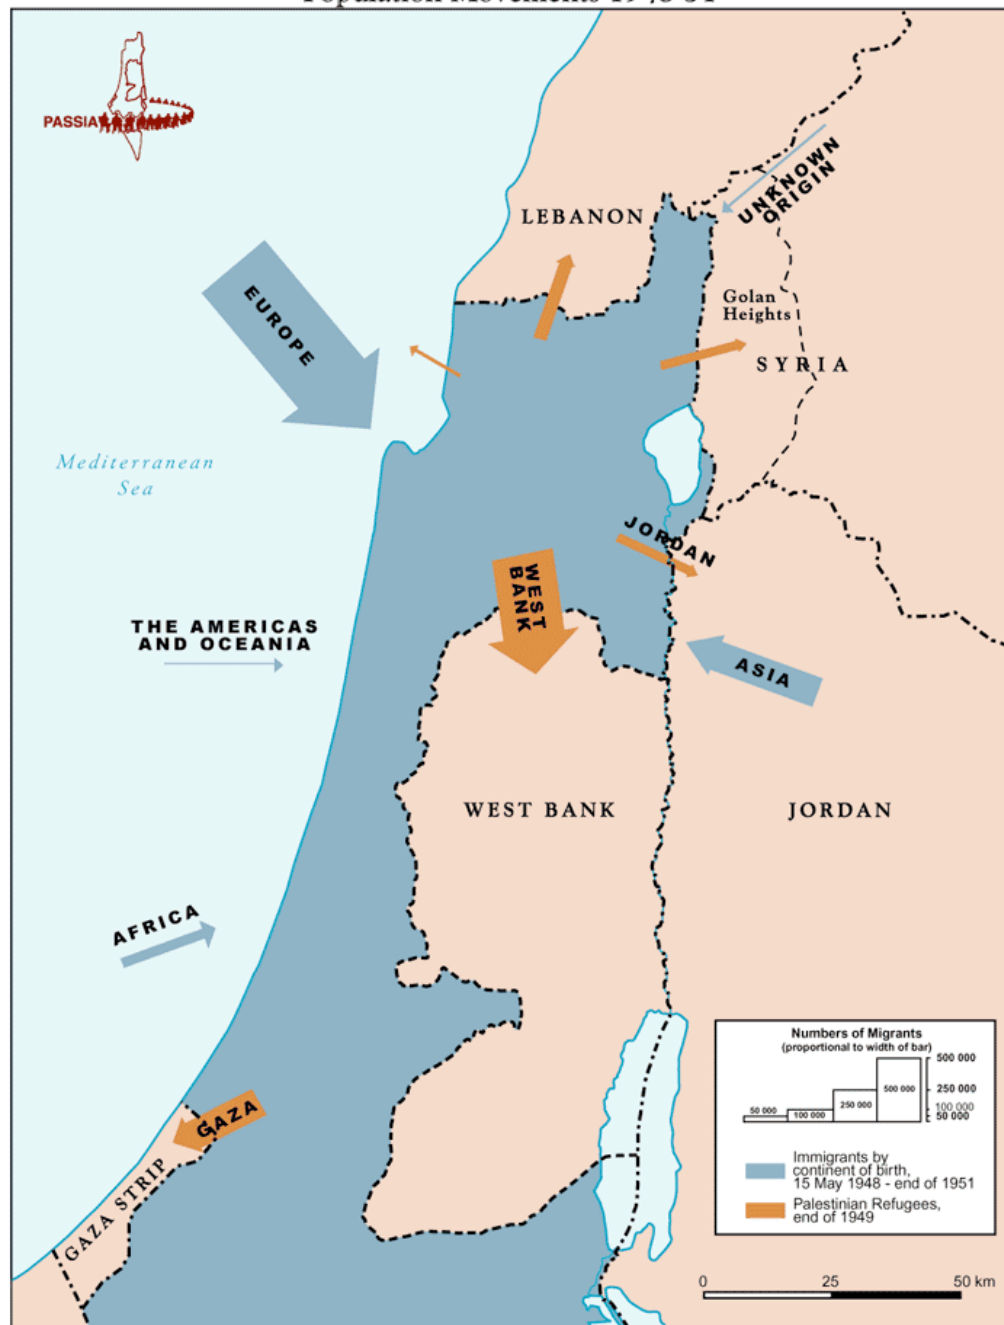 PASSIA
UNKNOWN
ORIGIN
LEBANON
EUROPE
Golan
Heights
SYRIA
Mediterranean
Sea
JORDAN
WEST
BANK
THE AMERICAS
AND OCEANIA
ASIA
WEST BANK
JORDAN
AFRICA
GAZA
GAZA STRIP
Numbers of Migrants
(proportional to width of bar)
50 000
100 000
250 000
500 000
500 000
250 000
100 000
50 000
Immigrants by
continent of birth,
15 May 1948 - end of 1951
Palestinian Refugees,
end of 1949
0 25 50 km